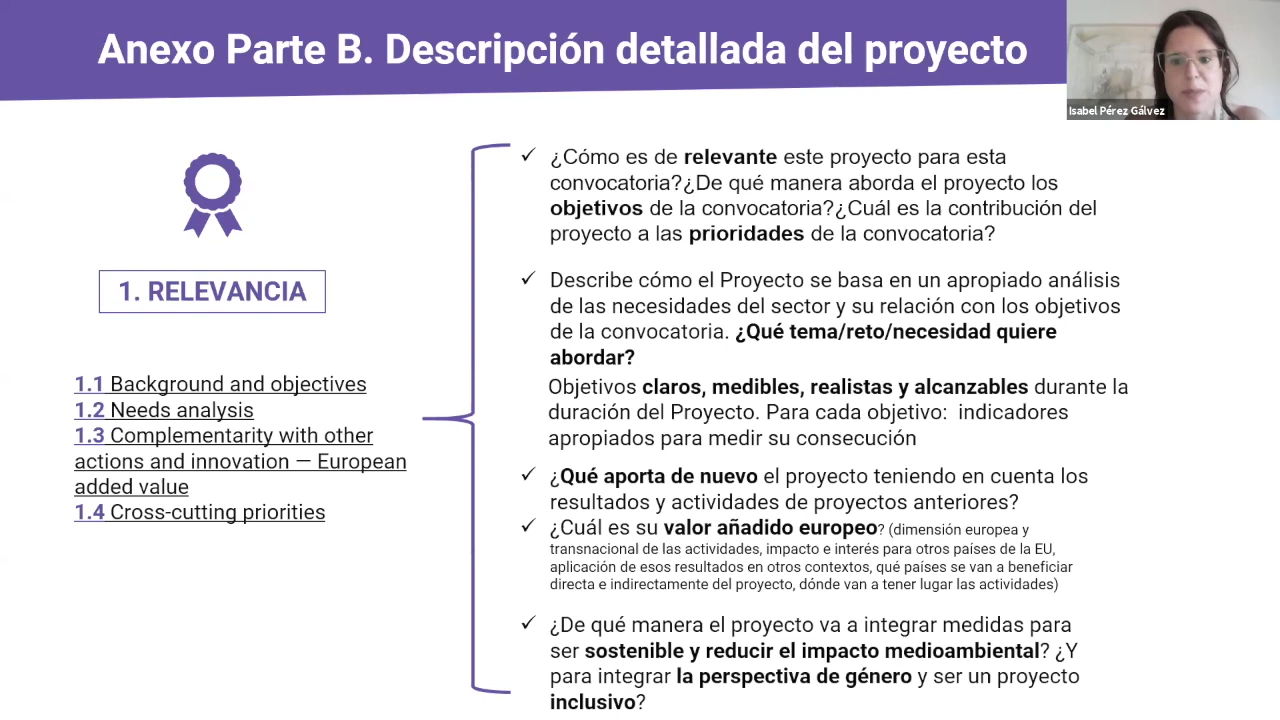 Anexo Parte B. Descripción detallada del proyecto
Isabel Pérez Gálvez
1. RELEVANCIA
1.1 Background and objectives
1.2 Needs analysis
1.3 Complementarity with other
actions and innovation — European
added value
1.4 Cross-cutting priorities
✓ ¿Cómo es de relevante este proyecto para esta
convocatoria?¿De qué manera aborda el proyecto los
objetivos de la convocatoria?¿Cuál es la contribución del
proyecto a las prioridades de la convocatoria?
✓ Describe cómo el Proyecto se basa en un apropiado análisis
de las necesidades del sector y su relación con los objetivos
de la convocatoria. ¿Qué tema/reto/necesidad quiere
abordar?
Objetivos claros, medibles, realistas y alcanzables durante la
duración del Proyecto. Para cada objetivo: indicadores
apropiados para medir su consecución
✓ ¿Qué aporta de nuevo el proyecto teniendo en cuenta los
resultados y actividades de proyectos anteriores?
✓ ¿Cuál es su valor añadido europeo? (dimensión europea y
transnacional de las actividades, impacto e interés para otros países de la EU,
aplicación de esos resultados en otros contextos, qué países se van a beneficiar
directa e indirectamente del proyecto, dónde van a tener lugar las actividades)
✓ ¿De qué manera el proyecto va a integrar medidas para
ser sostenible y reducir el impacto medioambiental? ¿Y
para integrar la perspectiva de género y ser un proyecto
inclusivo?